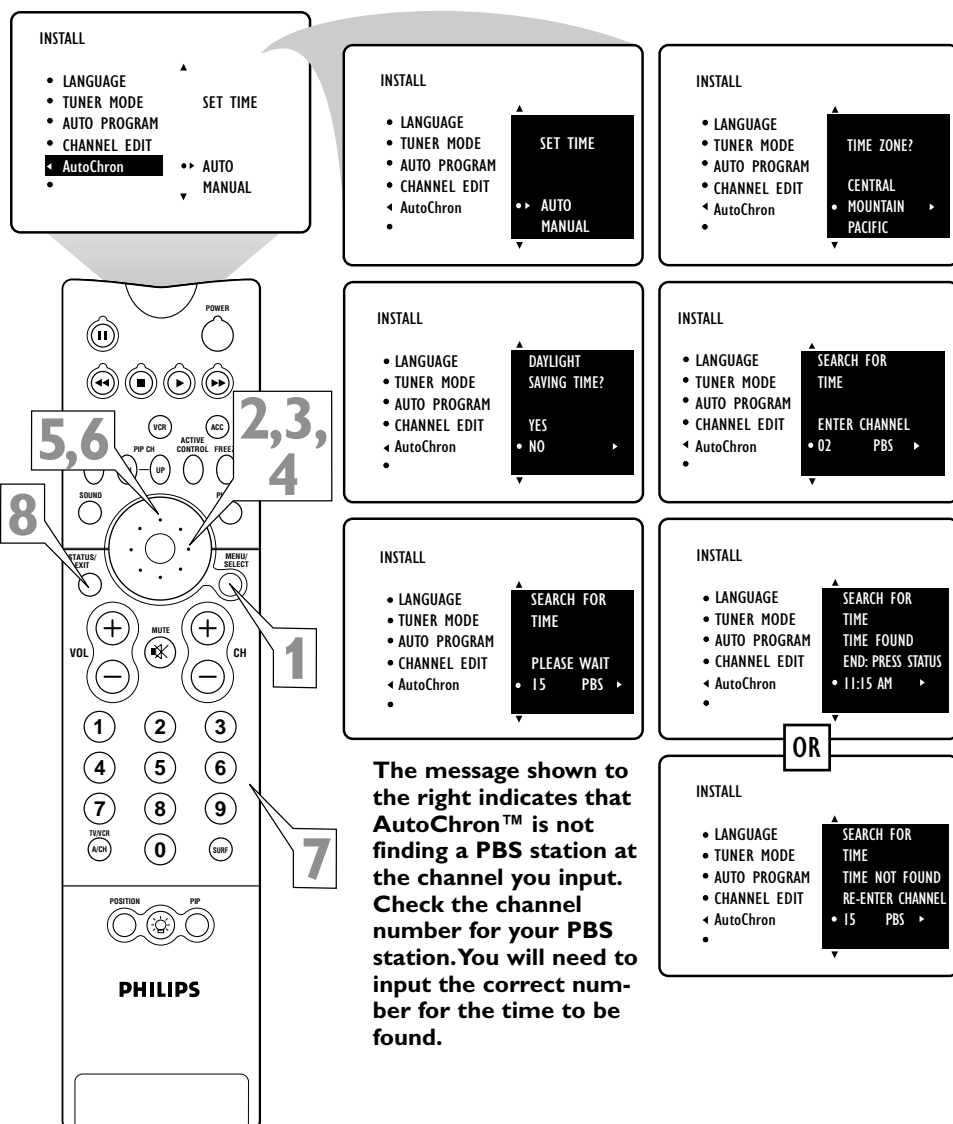 INSTALL
• LANGUAGE
• TUNER MODE SET TIME
• AUTO PROGRAM
• CHANNEL EDIT
AutoChron AUTO
MANUAL
INSTALL
• LANGUAGE
• TUNER MODE SET TIME
• AUTO PROGRAM
• CHANNEL EDIT
AutoChron AUTO
MANUAL
INSTALL
• LANGUAGE
• TUNER MODE TIME ZONE?
• AUTO PROGRAM
• CHANNEL EDIT CENTRAL
AutoChron • MOUNTAIN
PACIFIC
INSTALL
• LANGUAGE DAYLIGHT
• TUNER MODE SAVING TIME?
• AUTO PROGRAM
• CHANNEL EDIT YES
AutoChron • NO
INSTALL
• LANGUAGE SEARCH FOR
• TUNER MODE TIME
• AUTO PROGRAM
• CHANNEL EDIT ENTER CHANNEL
AutoChron • 02 PBS
INSTALL
• LANGUAGE SEARCH FOR
• TUNER MODE TIME
• AUTO PROGRAM
• CHANNEL EDIT PLEASE WAIT
AutoChron • 15 PBS
INSTALL
• LANGUAGE SEARCH FOR
• TUNER MODE TIME
• AUTO PROGRAM TIME FOUND
• CHANNEL EDIT END: PRESS STATUS
AutoChron • 11:15 AM
OR
INSTALL
• LANGUAGE SEARCH FOR
• TUNER MODE TIME
• AUTO PROGRAM TIME NOT FOUND
• CHANNEL EDIT RE-ENTER CHANNEL
AutoChron • 15 PBS
The message shown to
the right indicates that
AutoChron™ is not
finding a PBS station at
the channel you input.
Check the channel
number for your PBS
station.You will need to
input the correct num-
ber for the time to be
found.
POWER
VCR ACC
PIP CH ACTIVE
CONTROL
UP
SOUND
5,6
2,3,
4
8
STATUS/
EXIT
MENU/
SELECT
1
VOL MUTE CH
1 2 3
4 5 6
7 8 9
TV/VCR
A/CH 0 SURF
7
POSITION PIP
PHILIPS